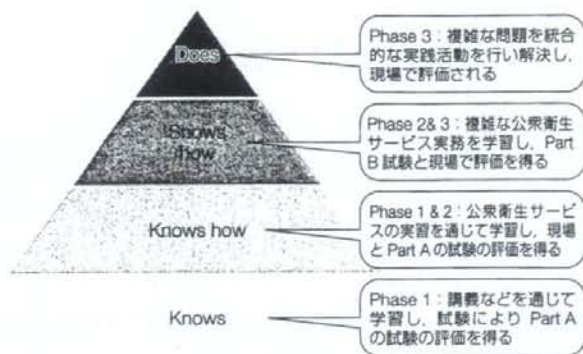 Does
Phase 3：複雑な問題を統合
的な実践活動を行い解決し，
現場で評価される
Shows
how
Phase 2& 3：複雑な公衆衛生
サービス実務を学習し，Part
B 試験と現場で評価を得る
Knows how
Phase 1 & 2：公衆衛生サービ
スの実習を通じて学習し，現場
と Part A の試験の評価を得る
Knows
Phase 1：講義などを通じて
学習し，試験により Part A
の試験の評価を得る